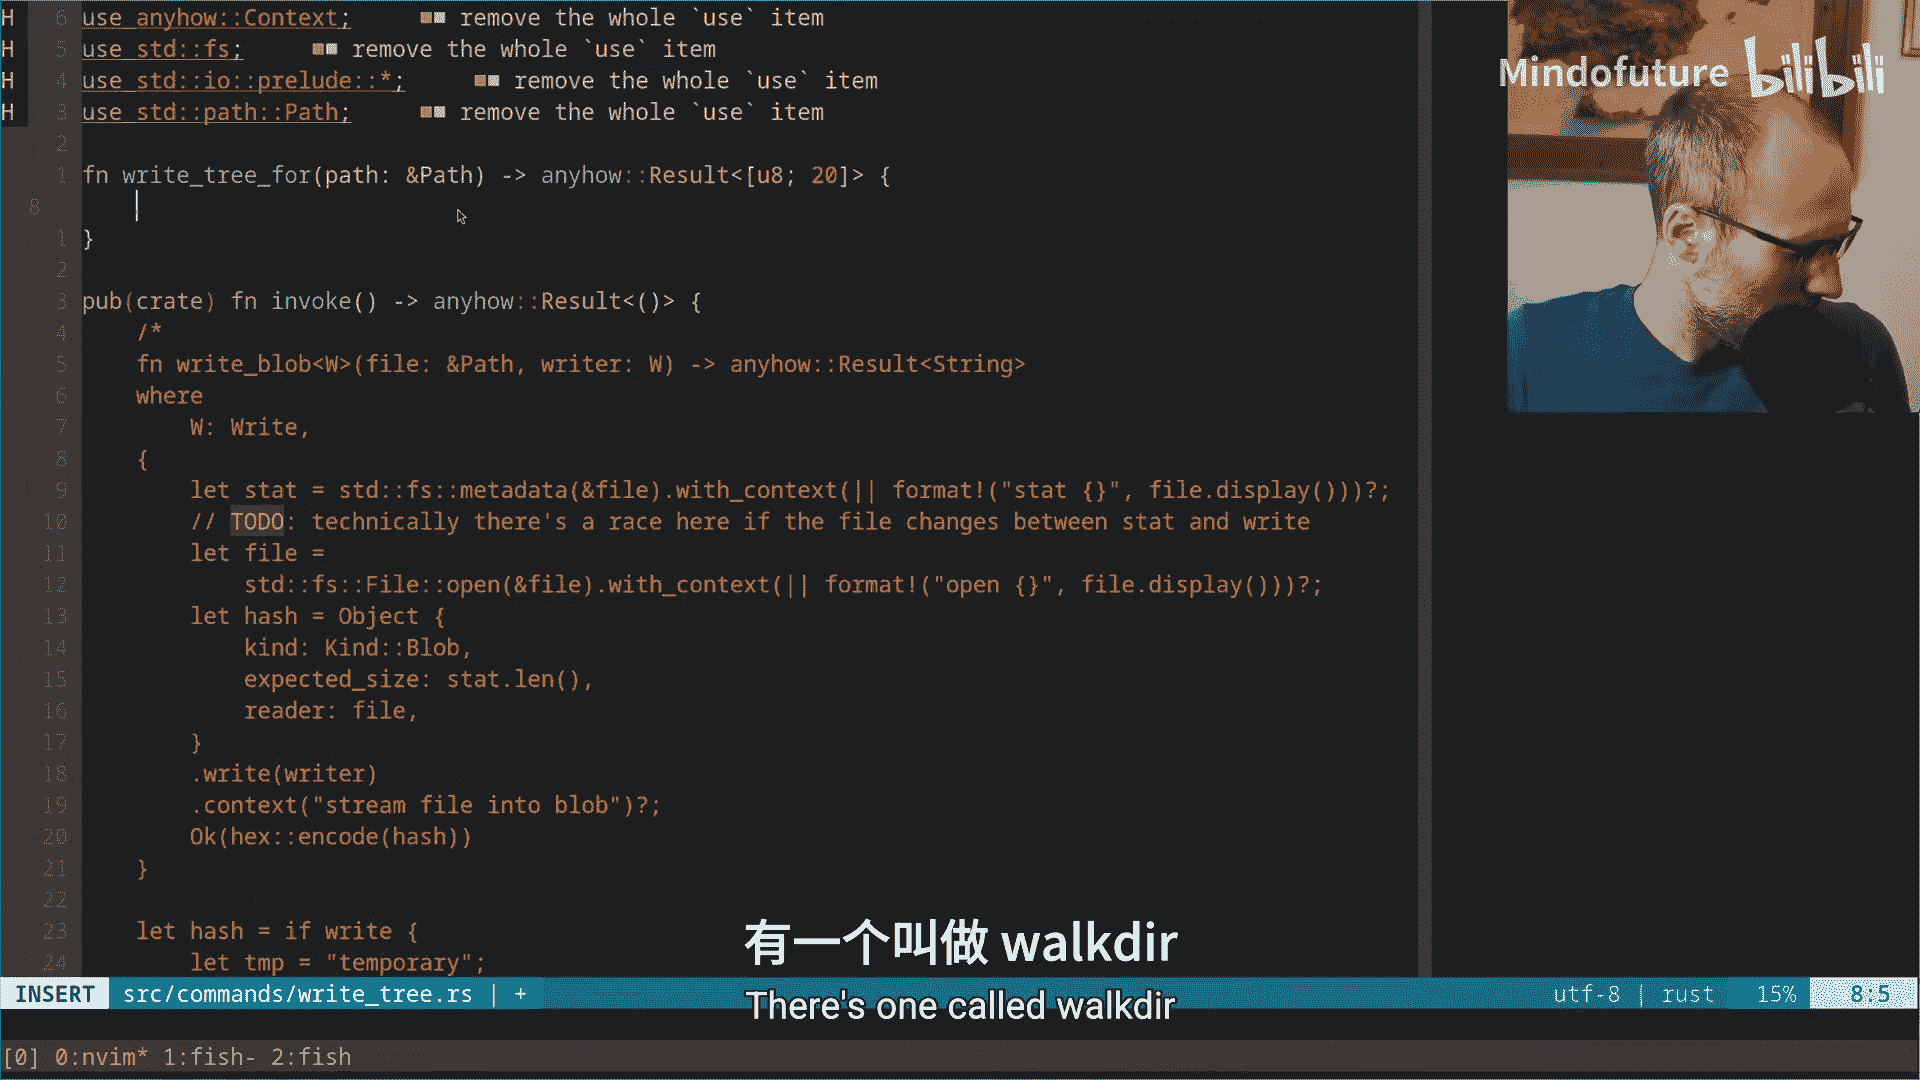 H 6 use anyhow::Context; ■■ remove the whole `use` item
H 5 use std::fs; ■■ remove the whole `use` item
H 4 use std::io::prelude::*; ■■ remove the whole `use` item
H 3 use std::path::Path; ■■ remove the whole `use` item
2
1 fn write_tree_for(path: &Path) -> anyhow::Result<[u8; 20]> {
8
1 }
2
3 pub(crate) fn invoke() -> anyhow::Result<()> {
4 /*
5 fn write_blob<W>(file: &Path, writer: W) -> anyhow::Result<String>
6 where
7 W: Write,
8 {
9 let stat = std::fs::metadata(&file).with_context(|| format!("stat {}", file.display()))?;
10 // TODO: technically there's a race here if the file changes between stat and write
11 let file =
12 std::fs::File::open(&file).with_context(|| format!("open {}", file.display()))?;
13 let hash = Object {
14 kind: Kind::Blob,
15 expected_size: stat.len(),
16 reader: file,
17 }
18 .write(writer)
19 .context("stream file into blob")?;
20 Ok(hex::encode(hash))
21 }
22
23 let hash = if write {
24 let tmp = "temporary";
INSERT src/commands/write_tree.rs | + utf-8 | rust 15% 8:5
[0] 0:nvim* 1:fish- 2:fish
Mindofuture bilibili
有一个叫做 walkdir
There's one called walkdir